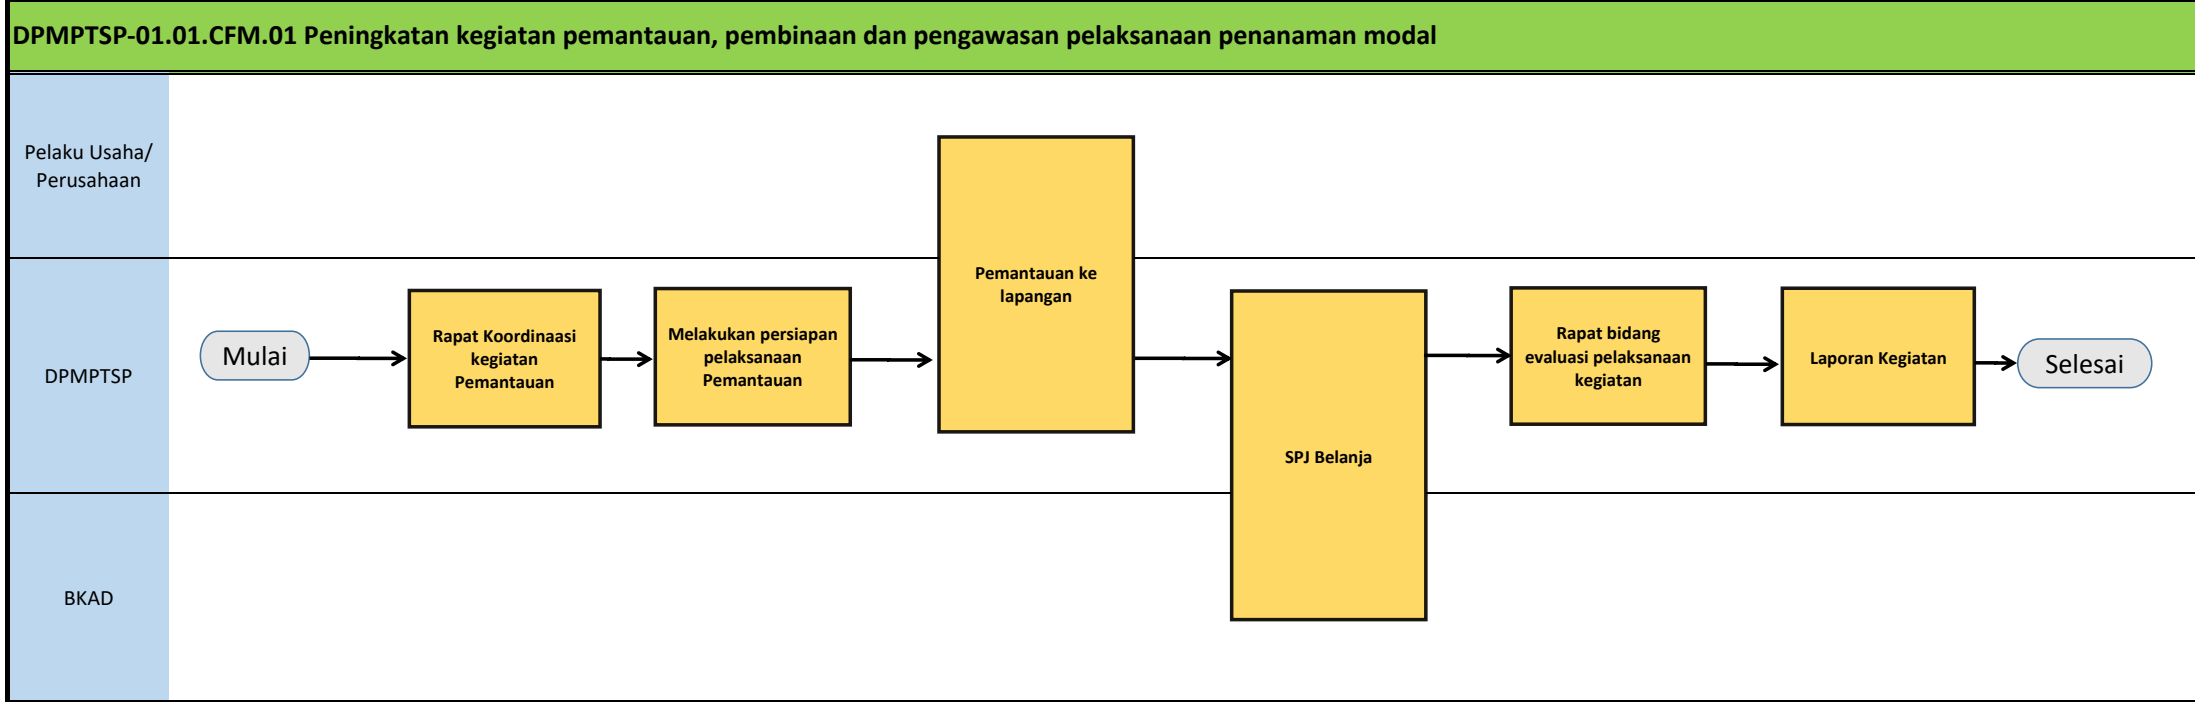 DPMPTSP-01.01.CFM.01 Peningkatan kegiatan pemantauan, pembinaan dan pengawasan pelaksanaan penanaman modal
Pelaku Usaha/
Perusahaan
Pemantauan ke
lapangan
DPMPTSP
Mulai
Rapat Koordinaasi
kegiatan
Pemantauan
Melakukan persiapan
pelaksanaan
Pemantauan
SPJ Belanja
Rapat bidang
evaluasi pelaksanaan
kegiatan
Laporan Kegiatan
Selesai
BKAD